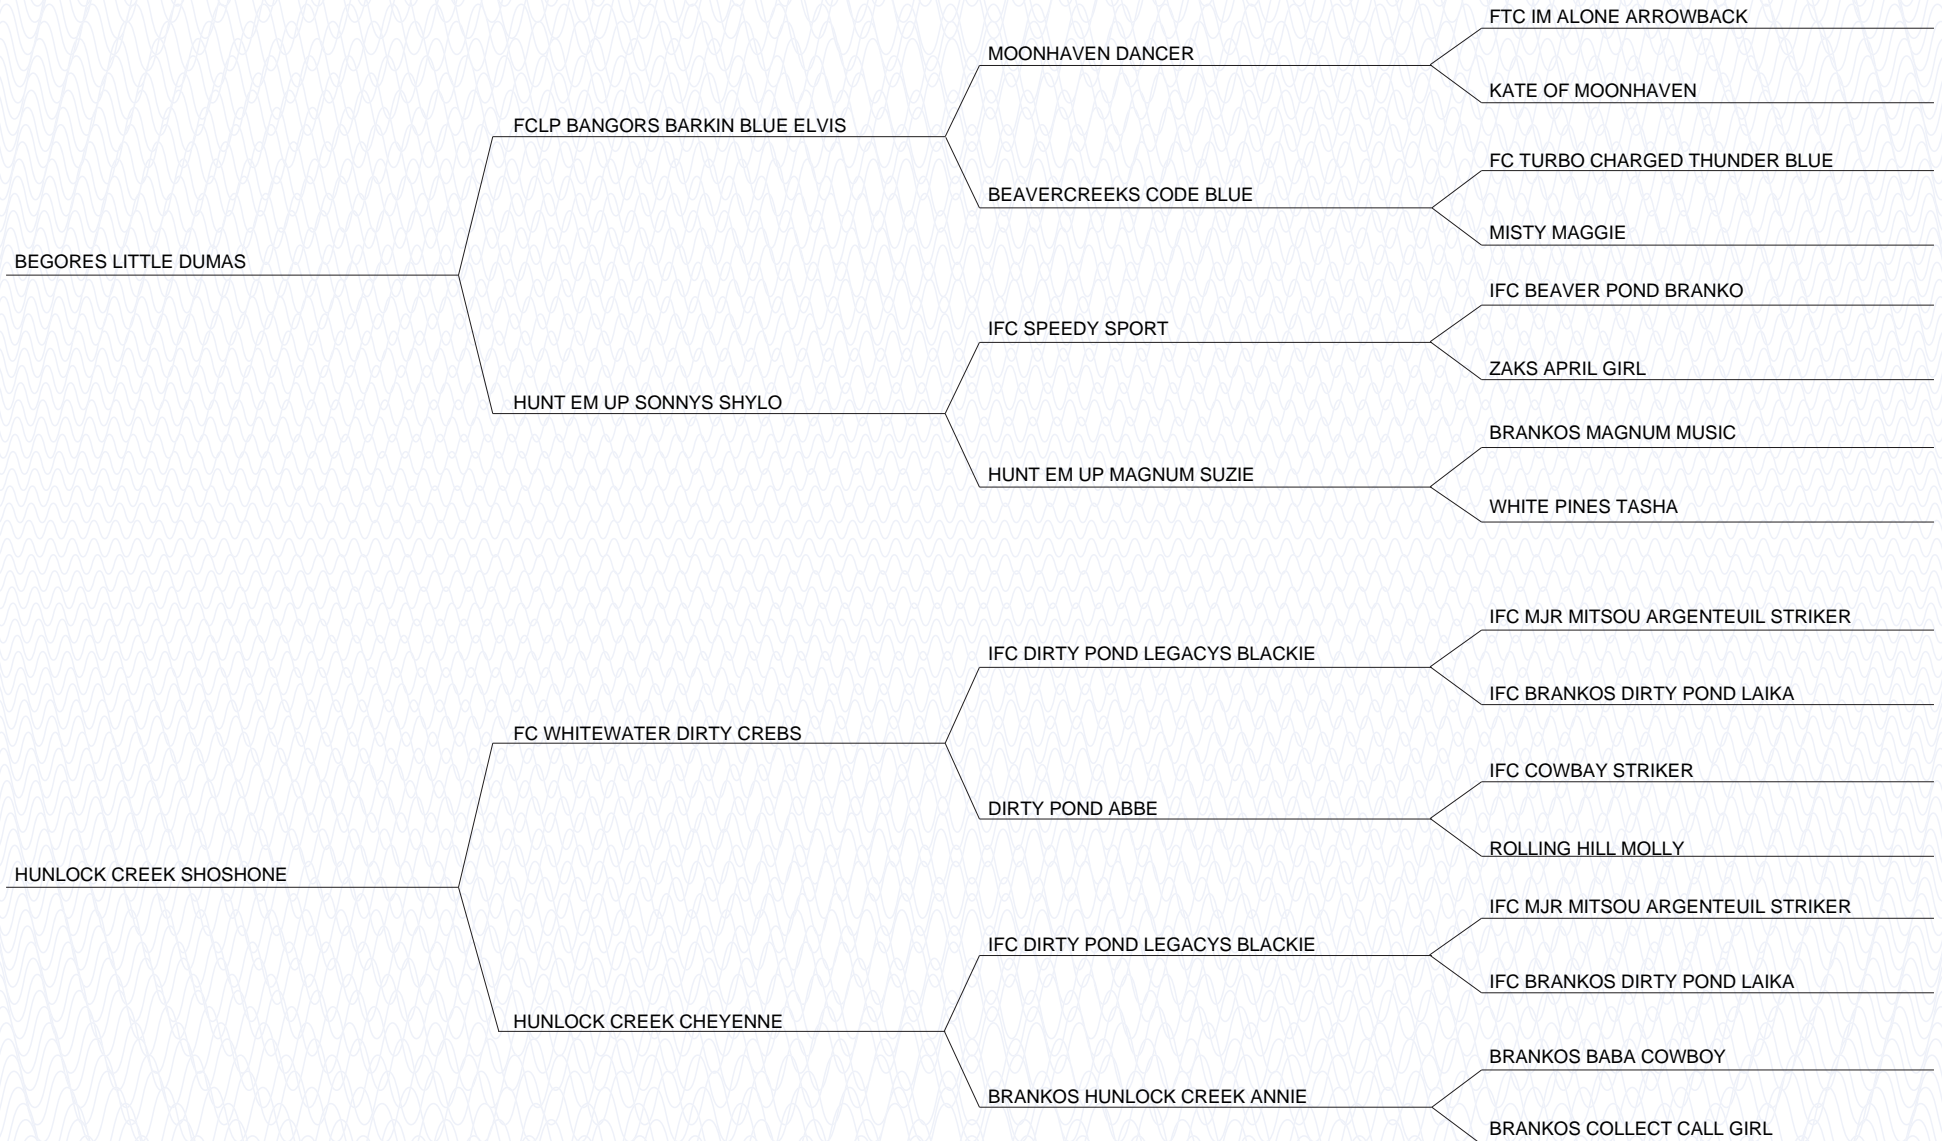 FTC IM ALONE ARROWBACK
MOONHAVEN DANCER
KATE OF MOONHAVEN
FCLP BANGORS BARKIN BLUE ELVIS
FC TURBO CHARGED THUNDER BLUE
BEAVERCREEKS CODE BLUE
MISTY MAGGIE
BEGORES LITTLE DUMAS
IFC BEAVER POND BRANKO
IFC SPEEDY SPORT
ZAKS APRIL GIRL
HUNT EM UP SONNYS SHYLO
BRANKOS MAGNUM MUSIC
HUNT EM UP MAGNUM SUZIE
WHITE PINES TASHA
IFC MJR MITSOU ARGENTEUIL STRIKER
IFC DIRTY POND LEGACYS BLACKIE
IFC BRANKOS DIRTY POND LAIKA
FC WHITEWATER DIRTY CREBS
IFC COWBAY STRIKER
DIRTY POND ABBE
ROLLING HILL MOLLY
HUNLOCK CREEK SHOSHONE
IFC MJR MITSOU ARGENTEUIL STRIKER
IFC DIRTY POND LEGACYS BLACKIE
IFC BRANKOS DIRTY POND LAIKA
HUNLOCK CREEK CHEYENNE
BRANKOS BABA COWBOY
BRANKOS HUNLOCK CREEK ANNIE
BRANKOS COLLECT CALL GIRL